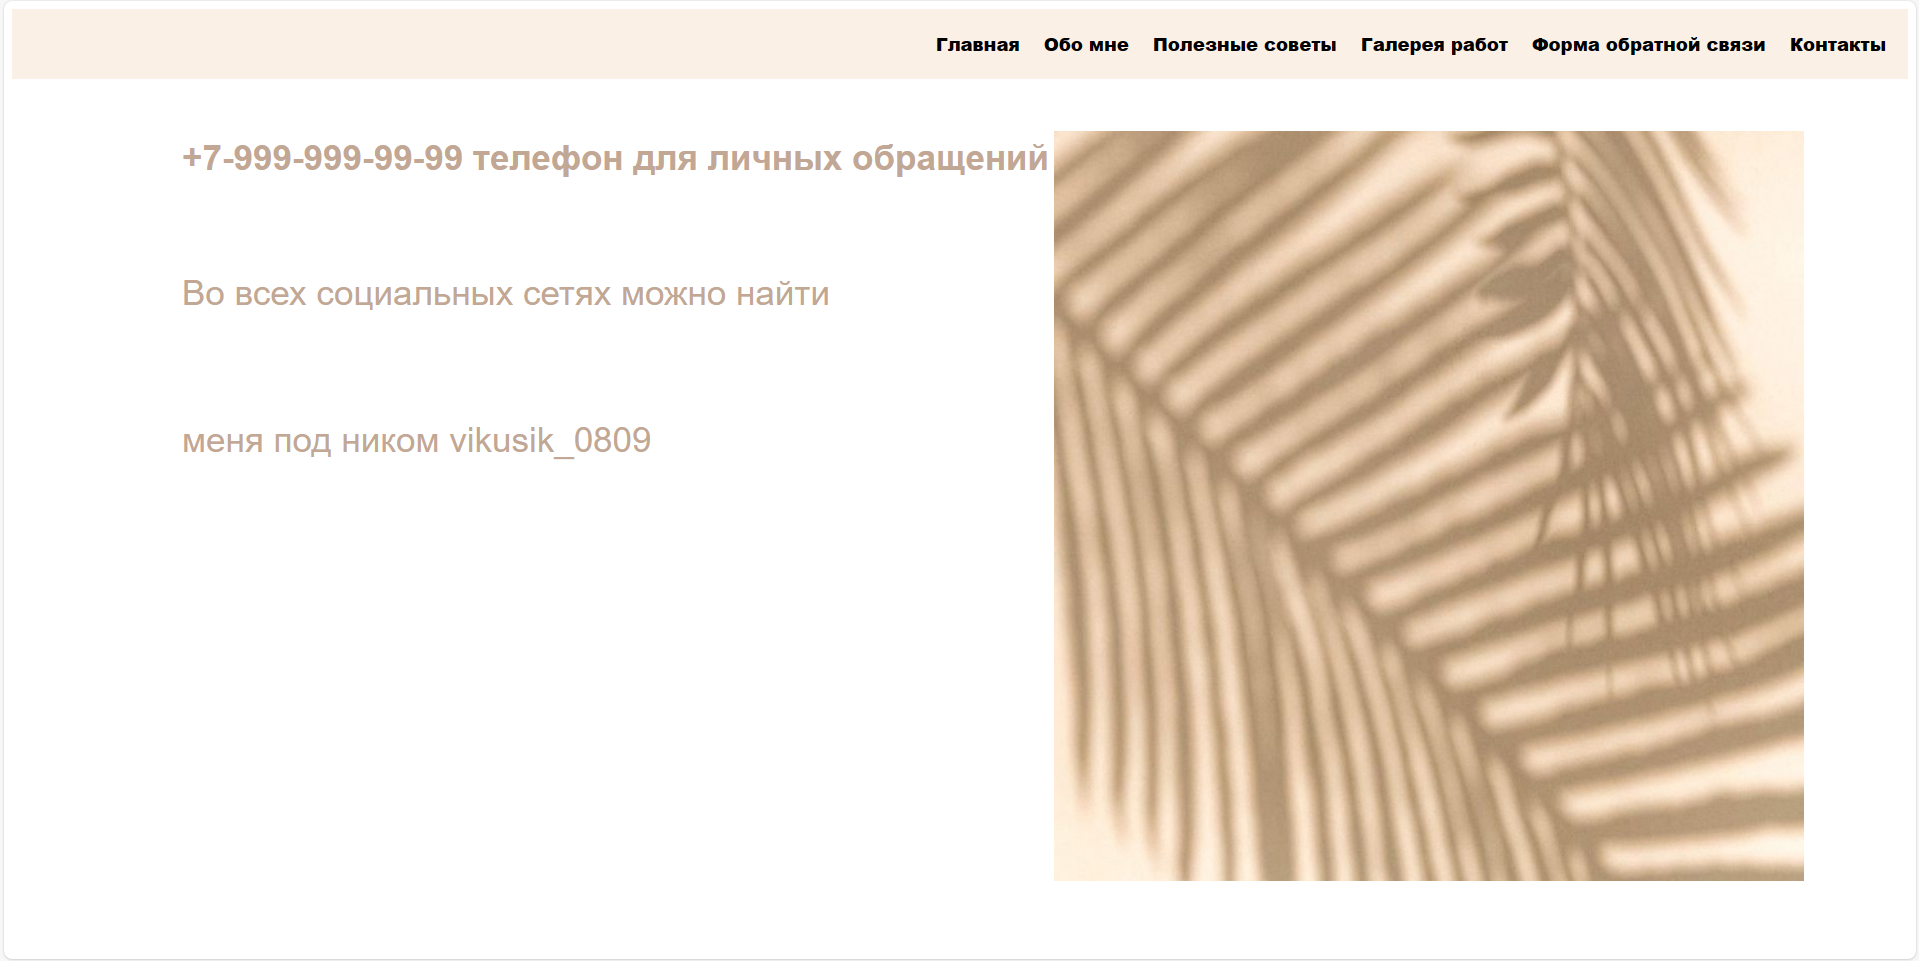 Главная Обо мне Полезные советы Галерея работ Форма обратной связи Контакты
+7-999-999-99-99 телефон для личных обращений
Во всех социальных сетях можно найти
меня под ником vikusik_0809